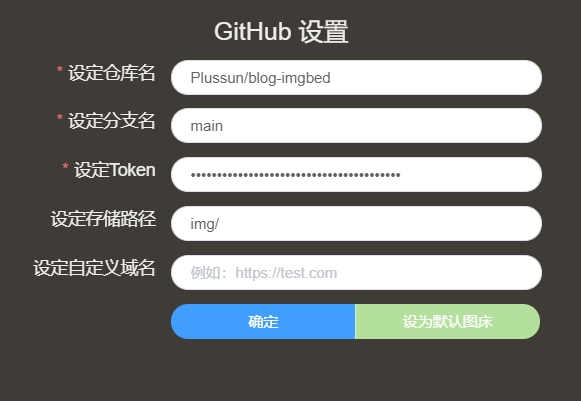 GitHub 设置
* 设定仓库名 Plussun/blog-imgbed
* 设定分支名 main
* 设定Token ••••••••••••••••••••••••••••••••••••••••
设定存储路径 img/
设定自定义域名 例如：https://test.com
确定 设为默认图床